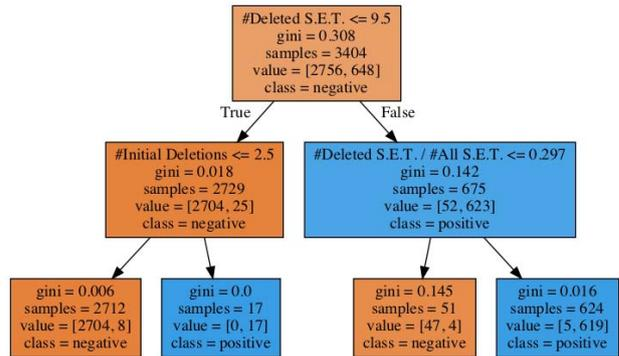 #Deleted S.E.T. <= 9.5
gini = 0.308
samples = 3404
value = [2756, 648]
class = negative
True
False
#Initial Deletions <= 2.5
gini = 0.018
samples = 2729
value = [2704, 25]
class = negative
#Deleted S.E.T. / #All S.E.T. <= 0.297
gini = 0.142
samples = 675
value = [52, 623]
class = positive
gini = 0.006
samples = 2712
value = [2704, 8]
class = negative
gini = 0.0
samples = 17
value = [0, 17]
class = positive
gini = 0.145
samples = 51
value = [47, 4]
class = negative
gini = 0.016
samples = 624
value = [5, 619]
class = positive